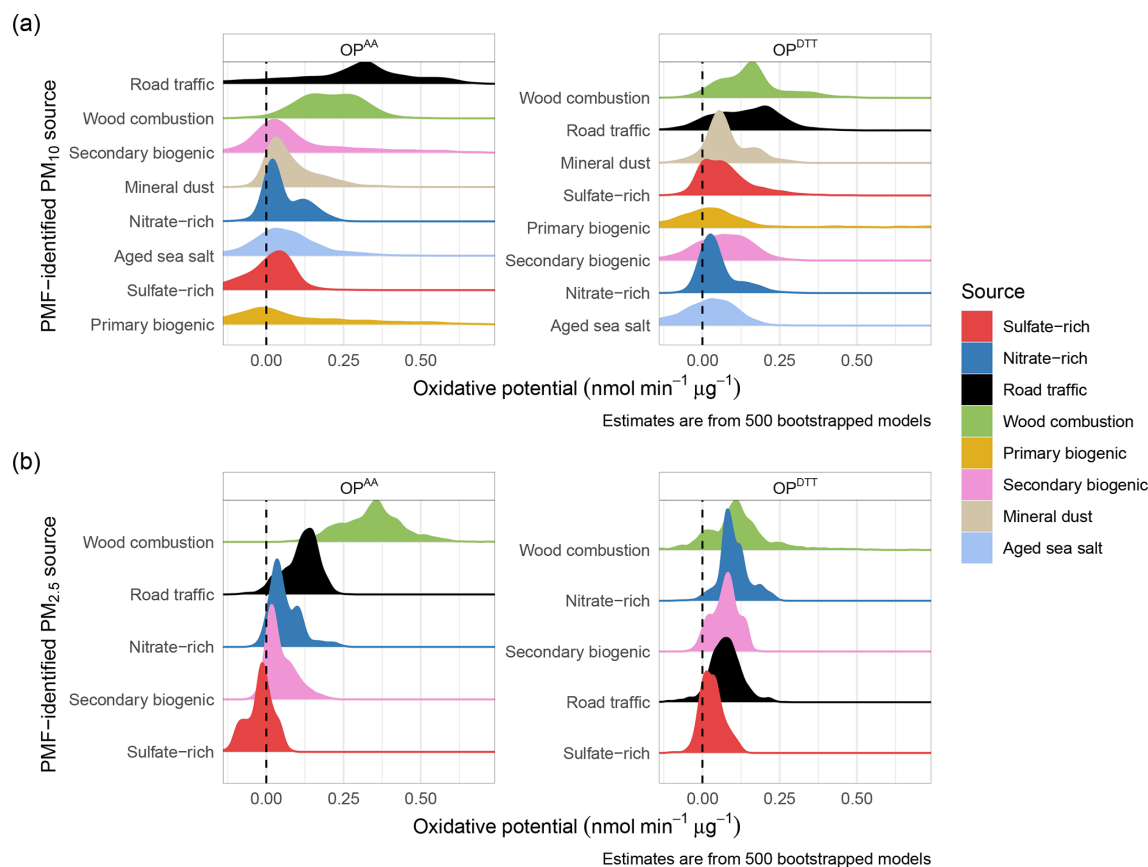 (a)
OP^AA
OP^DTT
PMF−identified PM₁₀ source
Road traffic
Wood combustion
Secondary biogenic
Mineral dust
Nitrate−rich
Aged sea salt
Sulfate−rich
Primary biogenic
Wood combustion
Road traffic
Mineral dust
Sulfate−rich
Primary biogenic
Secondary biogenic
Nitrate−rich
Aged sea salt
0.00 0.25 0.50
0.00 0.25 0.50
Oxidative potential (nmol min⁻¹ μg⁻¹)
Estimates are from 500 bootstrapped models
Source
Sulfate−rich
Nitrate−rich
Road traffic
Wood combustion
Primary biogenic
Secondary biogenic
Mineral dust
Aged sea salt
(b)
OP^AA
OP^DTT
PMF−identified PM₂.₅ source
Wood combustion
Road traffic
Nitrate−rich
Secondary biogenic
Sulfate−rich
Wood combustion
Nitrate−rich
Secondary biogenic
Road traffic
Sulfate−rich
0.00 0.25 0.50
0.00 0.25 0.50
Oxidative potential (nmol min⁻¹ μg⁻¹)
Estimates are from 500 bootstrapped models